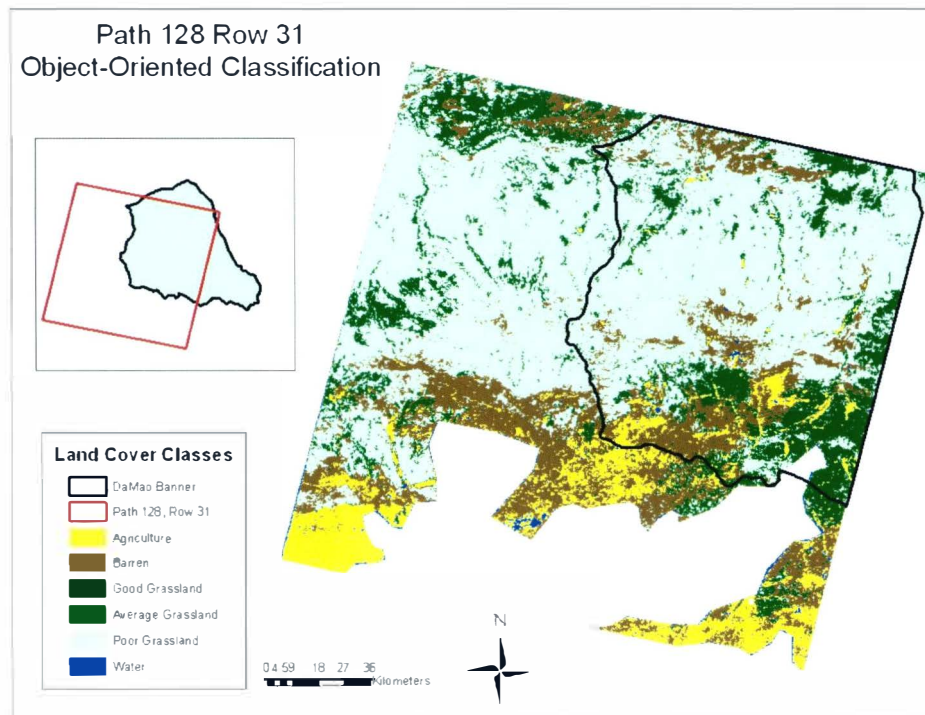 Path 128 Row 31
Object-Oriented Classification
Land Cover Classes
DaMao Banner
Path 128, Row 31
Agriculture
Barren
Good Grassland
Average Grassland
Poor Grassland
Water
N
0 4.5 9 18 27 36
Kilometers